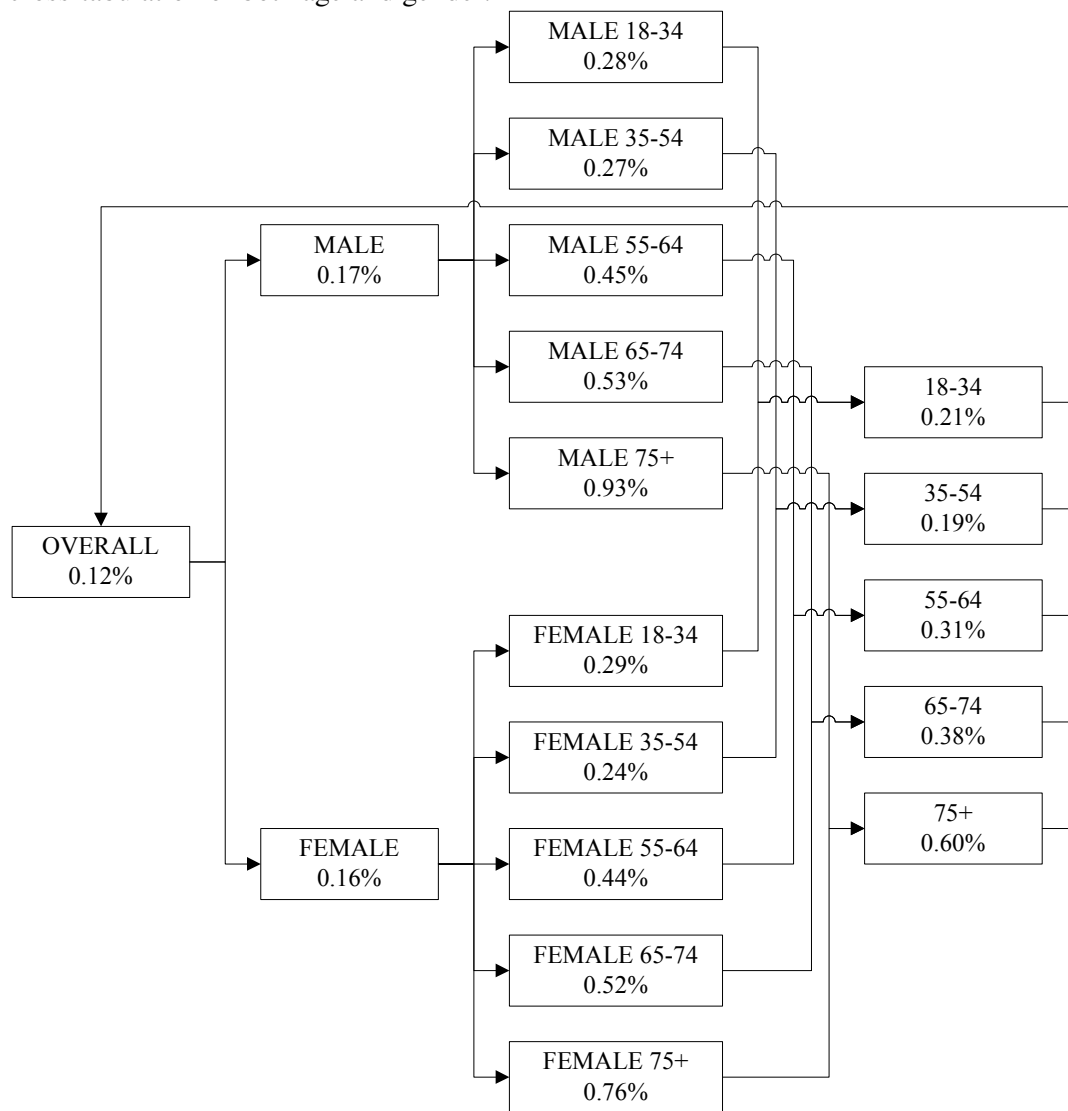 MALE 18-34
0.28%
MALE 35-54
0.27%
MALE
0.17%
MALE 55-64
0.45%
MALE 65-74
0.53%
18-34
0.21%
MALE 75+
0.93%
35-54
0.19%
OVERALL
0.12%
55-64
0.31%
FEMALE 18-34
0.29%
65-74
0.38%
FEMALE 35-54
0.24%
75+
0.60%
FEMALE
0.16%
FEMALE 55-64
0.44%
FEMALE 65-74
0.52%
FEMALE 75+
0.76%